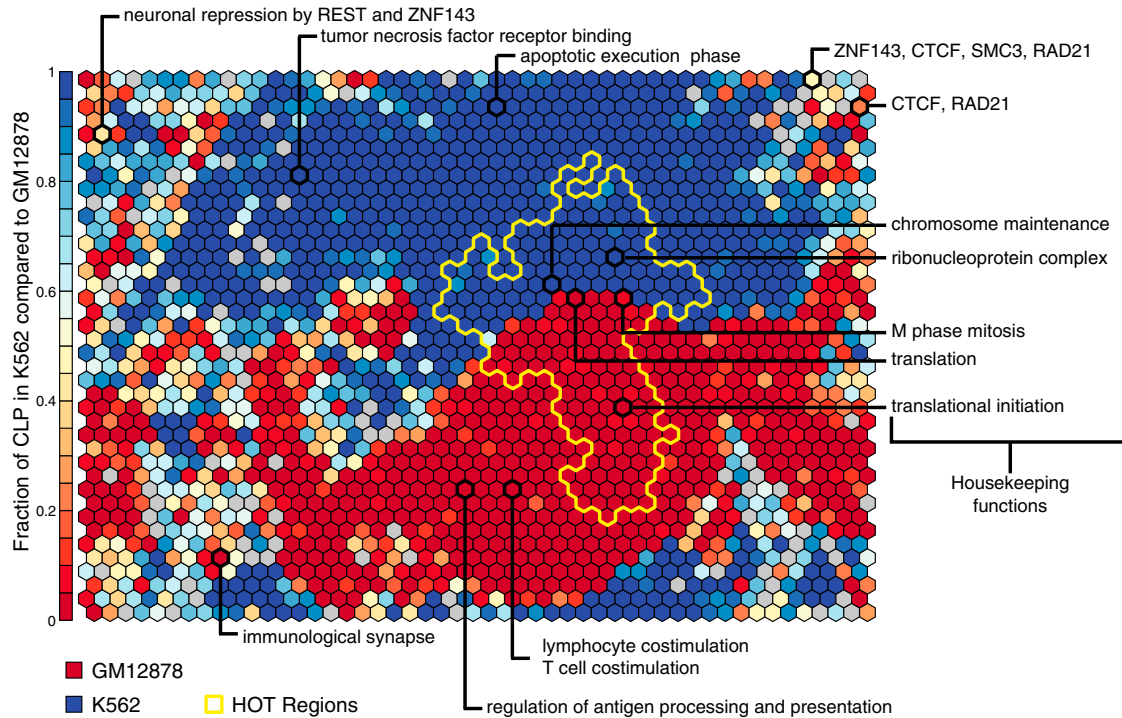 neuronal repression by REST and ZNF143
tumor necrosis factor receptor binding
apoptotic execution phase
ZNF143, CTCF, SMC3, RAD21
CTCF, RAD21
Fraction of CLP in K562 compared to GM12878
1
0.8
0.6
0.4
0.2
0
chromosome maintenance
ribonucleoprotein complex
M phase mitosis
translation
translational initiation
Housekeeping
functions
immunological synapse
lymphocyte costimulation
T cell costimulation
regulation of antigen processing and presentation
GM12878
K562
HOT Regions